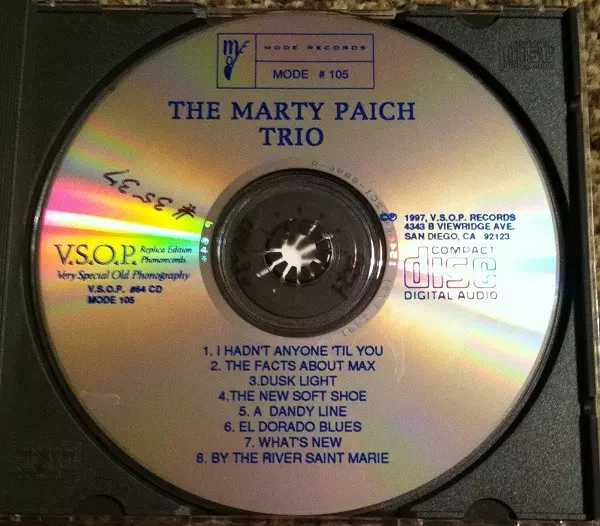 MODE RECORDS
MODE # 105
THE MARTY PAICH
TRIO
# 35-37
V.S.O.P. Replica Edition
Phonorecords
Very Special Old Phonography
V.S.O.P. #64 CD
MODE 105
℗© 1997, V.S.O.P. RECORDS
4343 B VIEWRIDGE AVE.
SAN DIEGO, CA 92123
COMPACT
disc
DIGITAL AUDIO
1. I HADN'T ANYONE 'TIL YOU
2. THE FACTS ABOUT MAX
3.DUSK LIGHT
4.THE NEW SOFT SHOE
5. A DANDY LINE
6. EL DORADO BLUES
7. WHAT'S NEW
8. BY THE RIVER SAINT MARIE